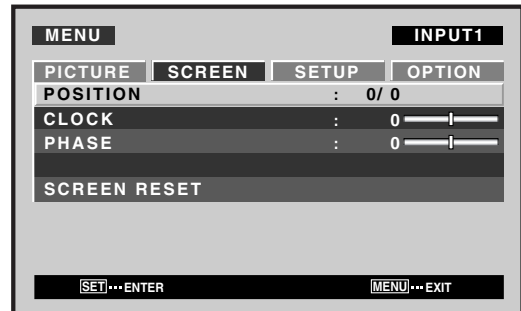 MENU INPUT1
PICTURE SCREEN SETUP OPTION
POSITION : 0/ 0
CLOCK : 0
PHASE : 0
SCREEN RESET
SET ··· ENTER MENU ··· EXIT